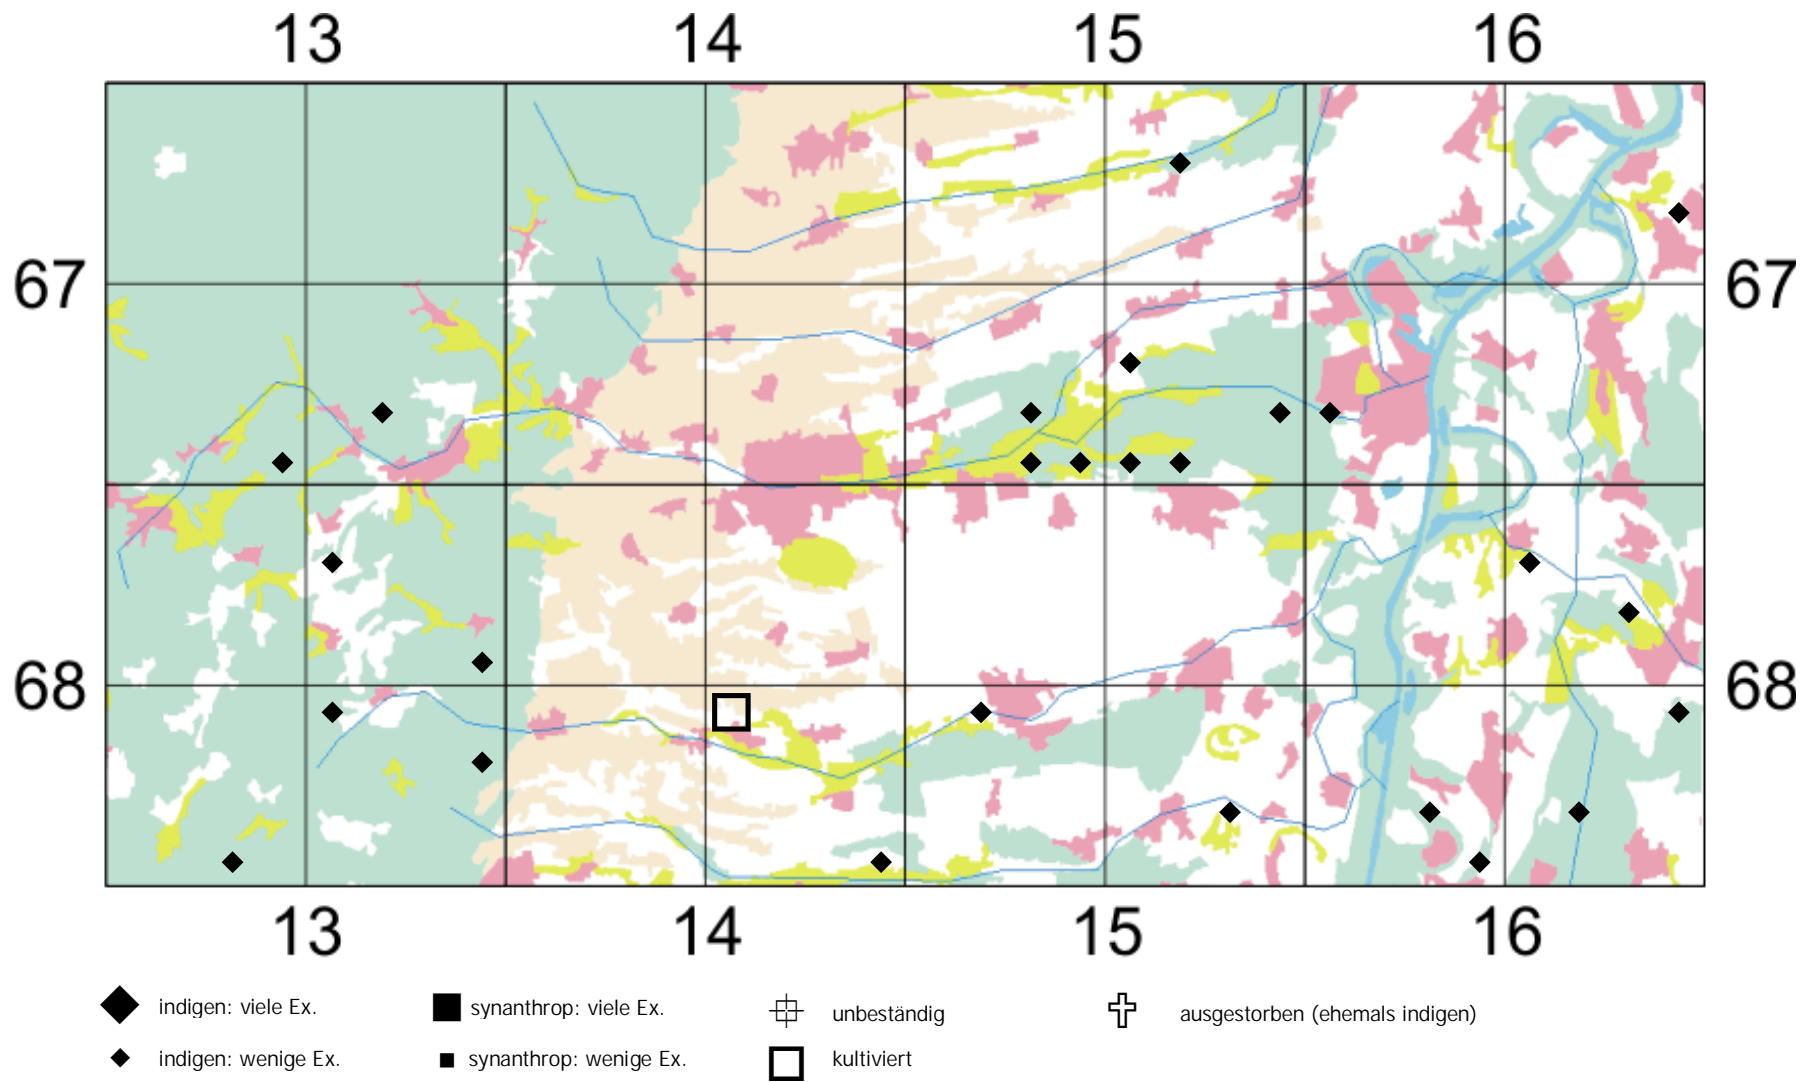 13 14 15 16
67 67
68 68
13 14 15 16
indigen: viele Ex. synanthrop: viele Ex. unbeständig ausgestorben (ehemals indigen)
indigen: wenige Ex. synanthrop: wenige Ex. kultiviert